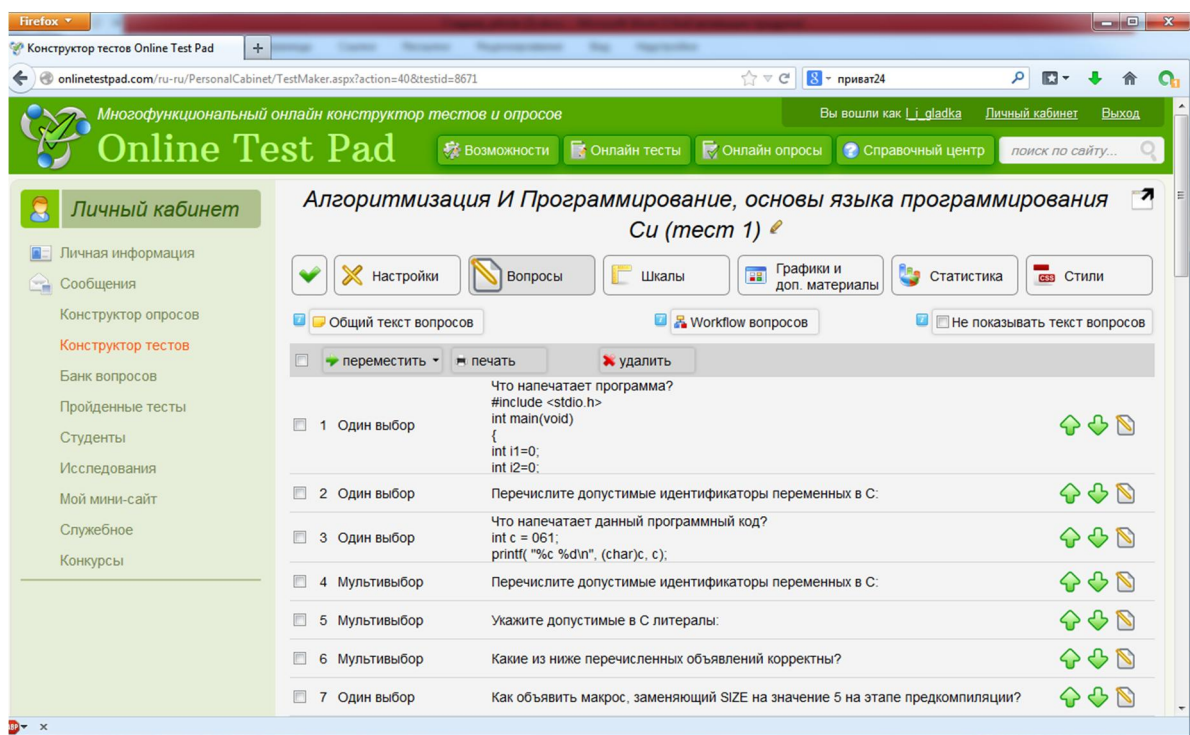 Firefox
Конструктор тестов Online Test Pad
onlinetestpad.com/ru-ru/PersonalCabinet/TestMaker.aspx?action=40&testid=8671
приват24
Многофункциональный онлайн конструктор тестов и опросов
Вы вошли как l_i_gladka Личный кабинет Выход
Online Test Pad
Возможности Онлайн тесты Онлайн опросы Справочный центр поиск по сайту...
Личный кабинет
Личная информация
Сообщения
Конструктор опросов
Конструктор тестов
Банк вопросов
Пройденные тесты
Студенты
Исследования
Мой мини-сайт
Служебное
Конкурсы
Алгоритмизация И Программирование, основы языка программирования
Си (тест 1)
Настройки Вопросы Шкалы Графики и доп. материалы Статистика CSS Стили
Общий текст вопросов Workflow вопросов Не показывать текст вопросов
переместить печать удалить
1 Один выбор
Что напечатает программа?
#include <stdio.h>
int main(void)
{
int i1=0;
int i2=0;
2 Один выбор Перечислите допустимые идентификаторы переменных в C:
3 Один выбор
Что напечатает данный программный код?
int c = 061;
printf( "%c %d\n", (char)c, c);
4 Мультивыбор Перечислите допустимые идентификаторы переменных в C:
5 Мультивыбор Укажите допустимые в C литералы:
6 Мультивыбор Какие из ниже перечисленных объявлений корректны?
7 Один выбор Как объявить макрос, заменяющий SIZE на значение 5 на этапе предкомпиляции?
ABP